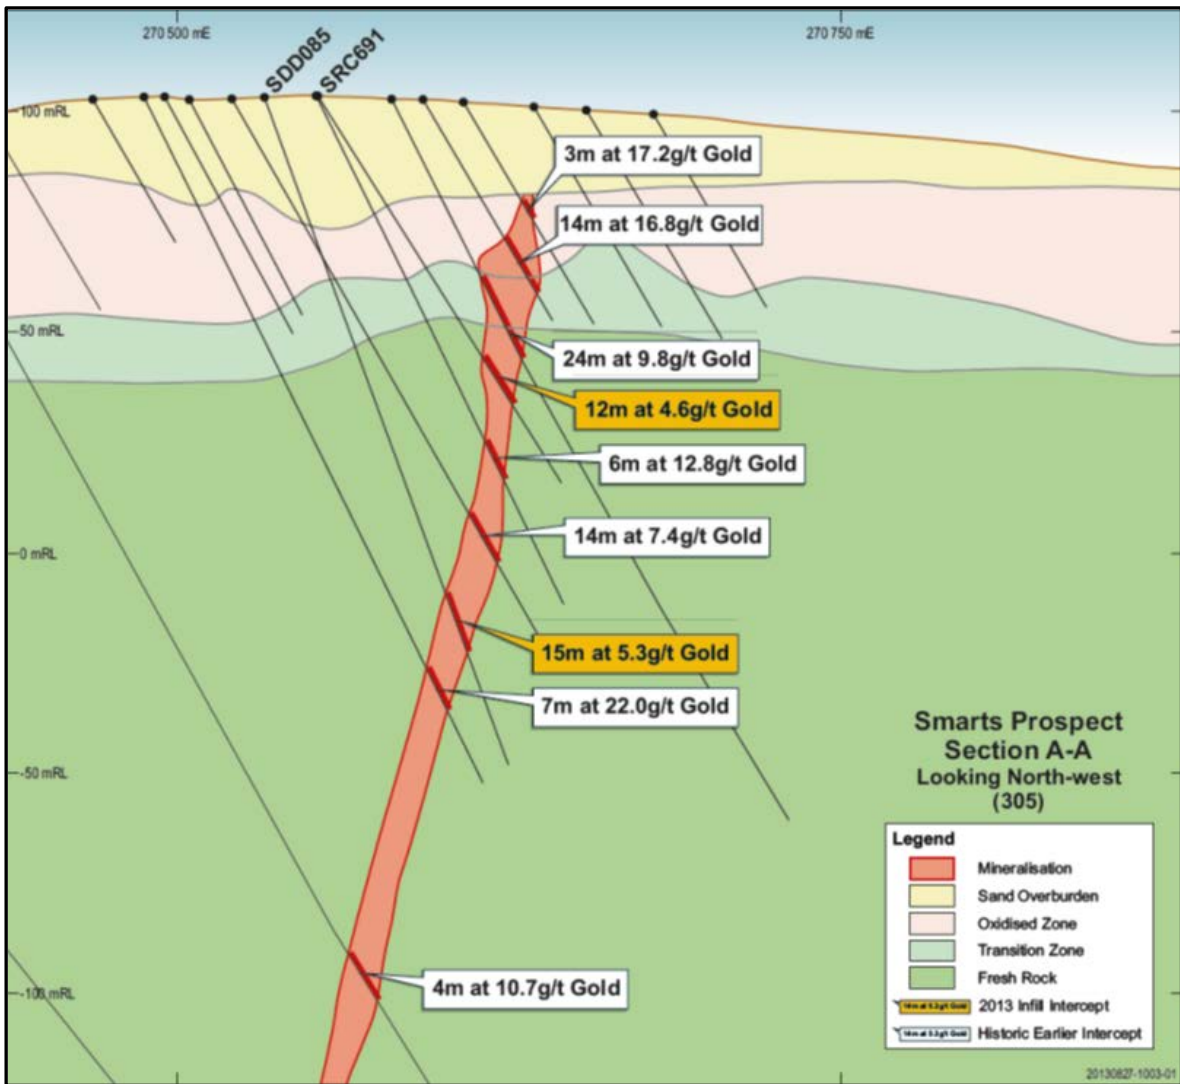 270 500 mE
270 750 mE
SDD085
SRC691
100 mRL
3m at 17.2g/t Gold
14m at 16.8g/t Gold
50 mRL
24m at 9.8g/t Gold
12m at 4.6g/t Gold
6m at 12.8g/t Gold
14m at 7.4g/t Gold
0 mRL
15m at 5.3g/t Gold
7m at 22.0g/t Gold
-50 mRL
4m at 10.7g/t Gold
-100 mRL
Smarts Prospect
Section A-A
Looking North-west
(305)
Legend
Mineralisation
Sand Overburden
Oxidised Zone
Transition Zone
Fresh Rock
2013 Infill Intercept
Historic Earlier Intercept
20130827-1003-01